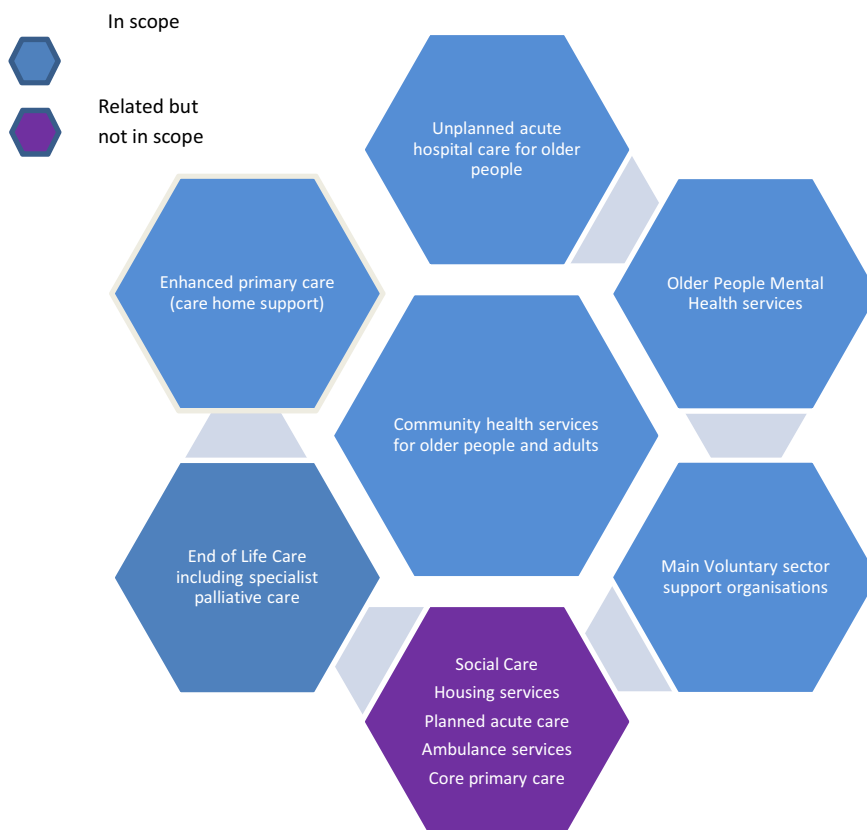 In scope
Related but
not in scope
Unplanned acute
hospital care for older
people
Enhanced primary care
(care home support)
Older People Mental
Health services
Community health services
for older people and adults
End of Life Care
including specialist
palliative care
Main Voluntary sector
support organisations
Social Care
Housing services
Planned acute care
Ambulance services
Core primary care